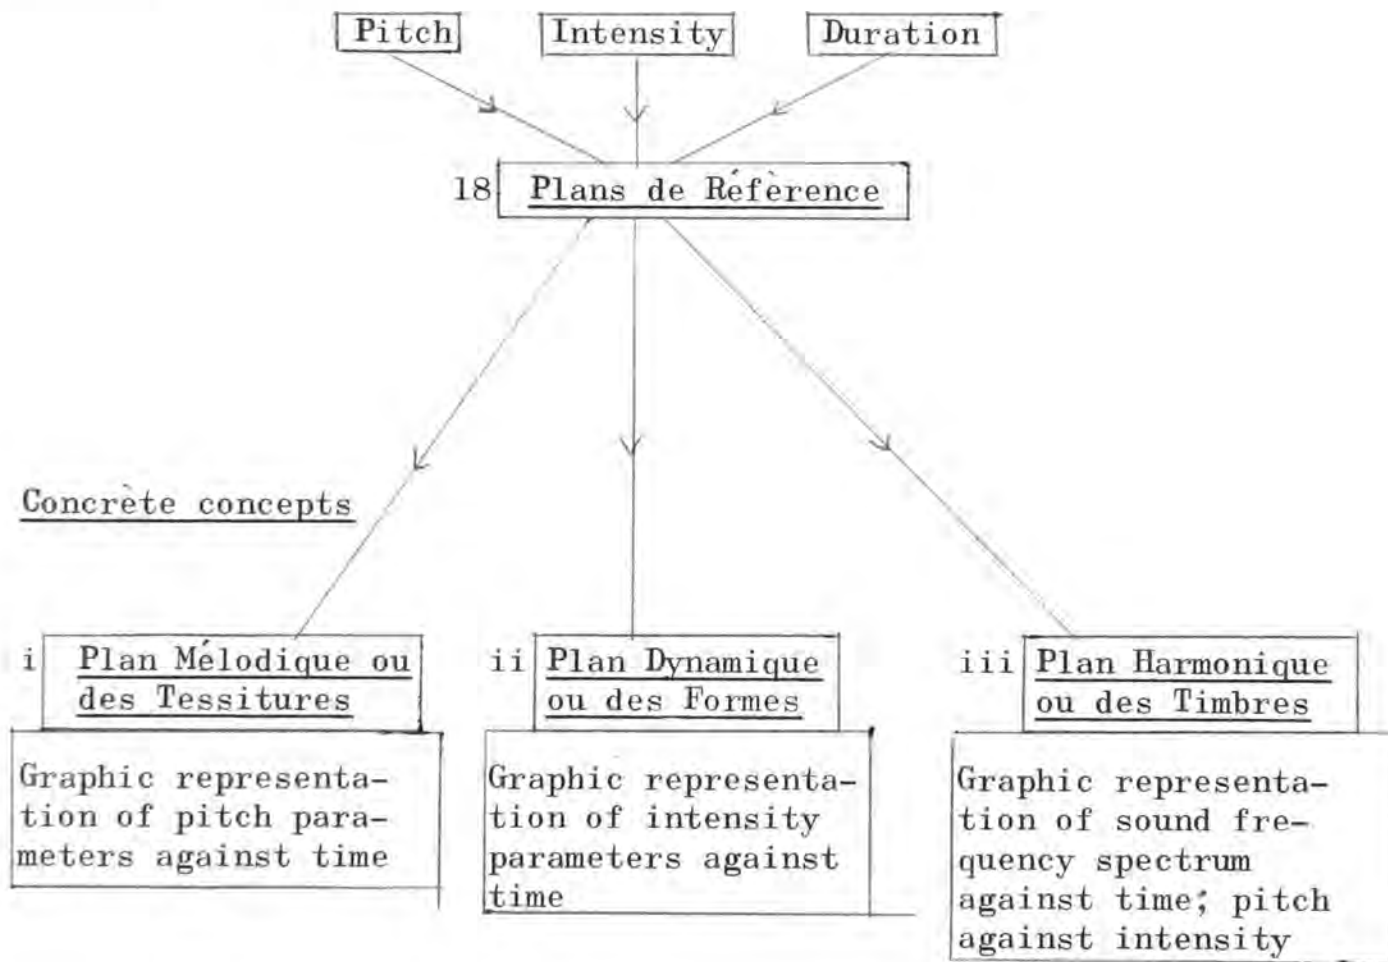 Pitch Intensity Duration
18 Plans de Réfèrence
Concrète concepts
i Plan Mélodique ou
des Tessitures
ii Plan Dynamique
ou des Formes
iii Plan Harmonique
ou des Timbres
Graphic representa-
tion of pitch para-
meters against time
Graphic representa-
tion of intensity
parameters against
time
Graphic representa-
tion of sound fre-
quency spectrum
against time; pitch
against intensity